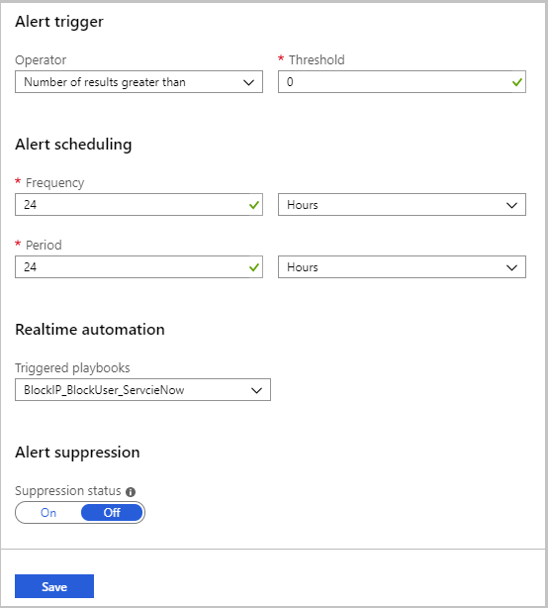 Alert trigger
Operator * Threshold
Number of results greater than 0
Alert scheduling
* Frequency
24 Hours
* Period
24 Hours
Realtime automation
Triggered playbooks
BlockIP_BlockUser_ServcieNow
Alert suppression
Suppression status
On Off
Save